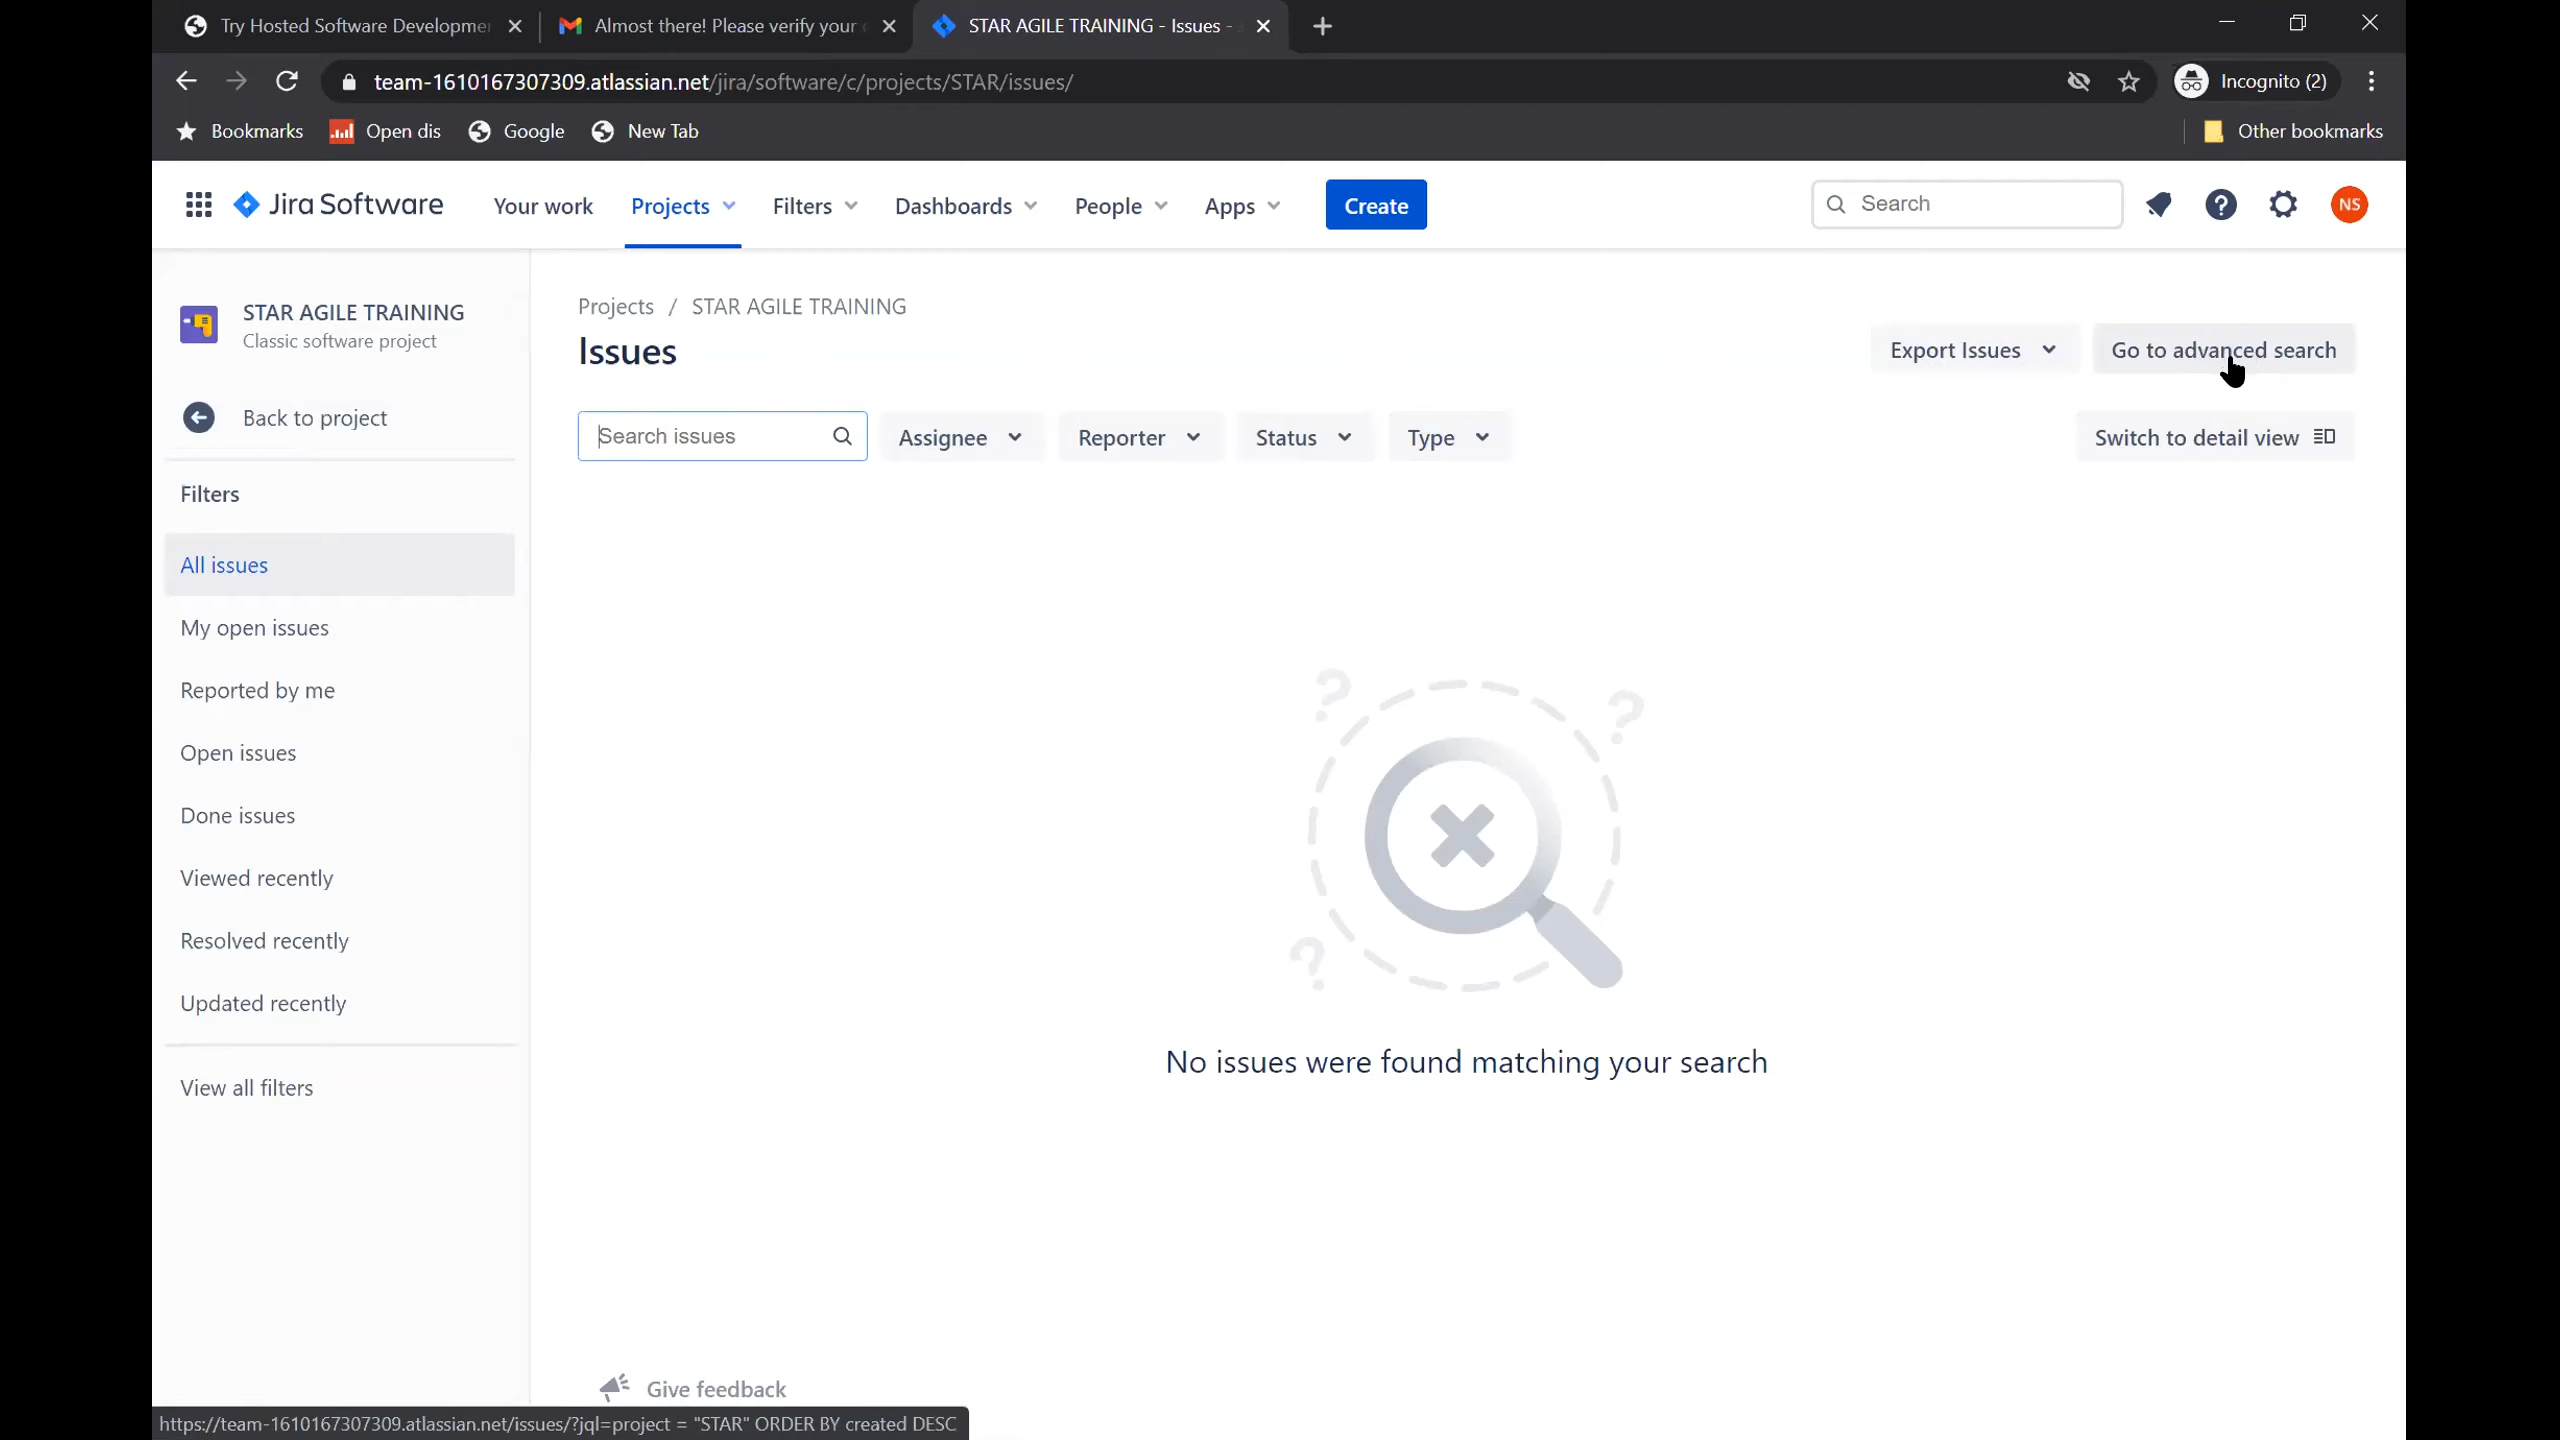 Try Hosted Software Developmer
Almost there! Please verify your
STAR AGILE TRAINING - Issues -
team-1610167307309.atlassian.net/jira/software/c/projects/STAR/issues/
Incognito (2)
Bookmarks
Open dis
Google
New Tab
Other bookmarks
Jira Software
Your work
Projects
Filters
Dashboards
People
Apps
Create
Search
NS
STAR AGILE TRAINING
Classic software project
Back to project
Filters
All issues
My open issues
Reported by me
Open issues
Done issues
Viewed recently
Resolved recently
Updated recently
View all filters
Projects / STAR AGILE TRAINING
Issues
Export Issues
Go to advanced search
Search issues
Assignee
Reporter
Status
Type
Switch to detail view
No issues were found matching your search
Give feedback
https://team-1610167307309.atlassian.net/issues/?jql=project = "STAR" ORDER BY created DESC